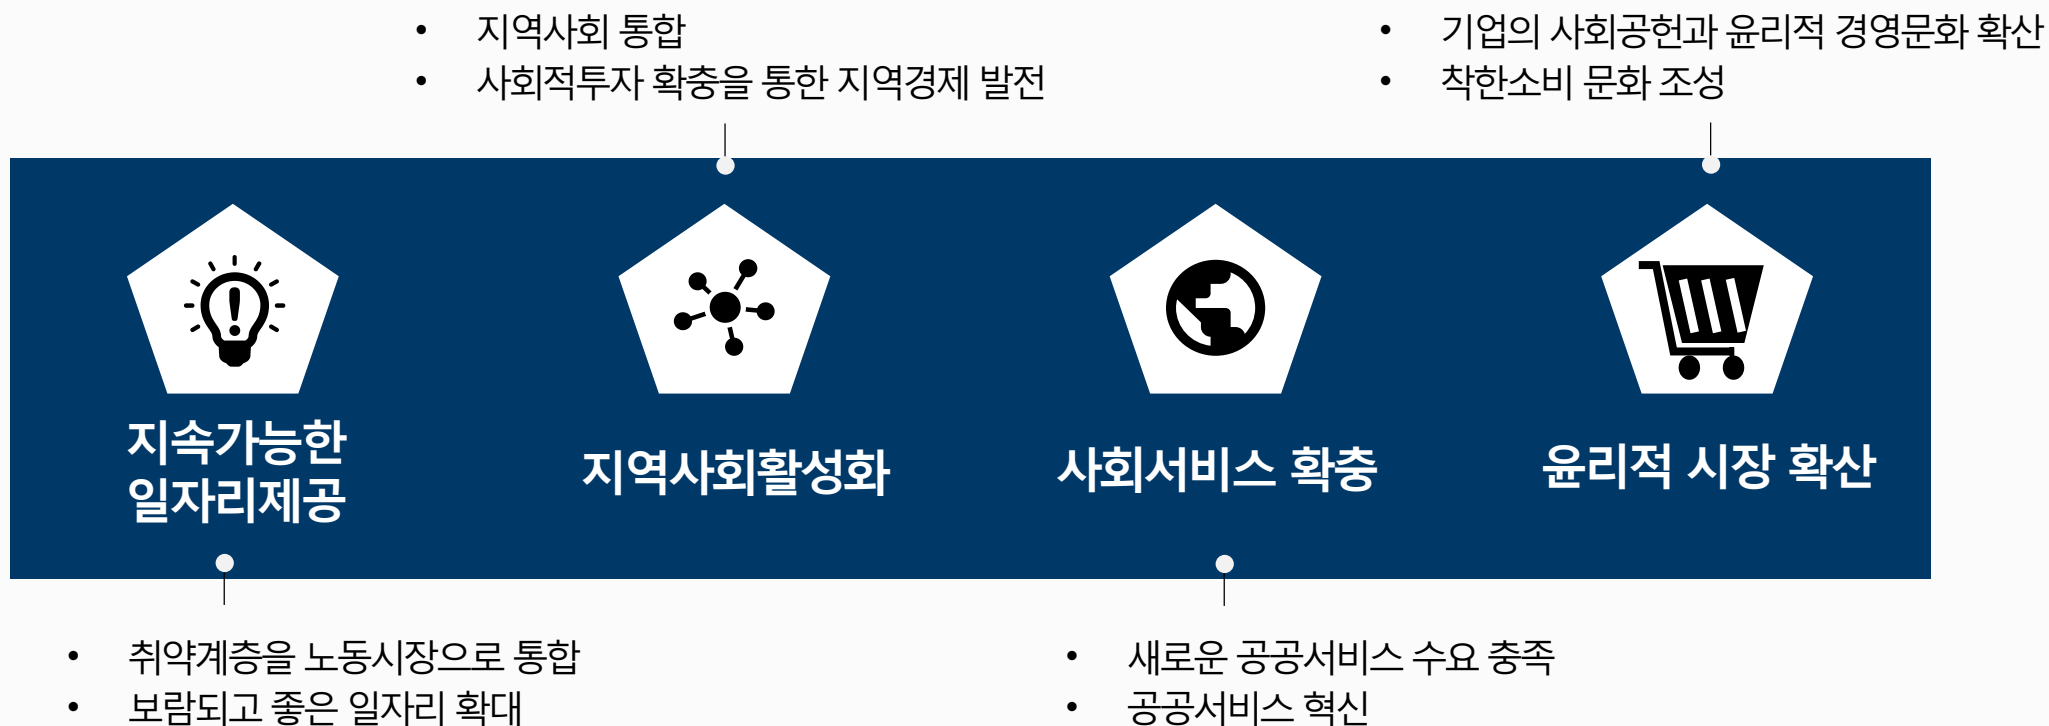 • 지역사회 통합
• 사회적투자 확충을 통한 지역경제 발전
• 기업의 사회공헌과 윤리적 경영문화 확산
• 착한소비 문화 조성
지속가능한
일자리제공
지역사회활성화
사회서비스 확충
윤리적 시장 확산
• 취약계층을 노동시장으로 통합
• 보람되고 좋은 일자리 확대
• 새로운 공공서비스 수요 충족
• 공공서비스 혁신